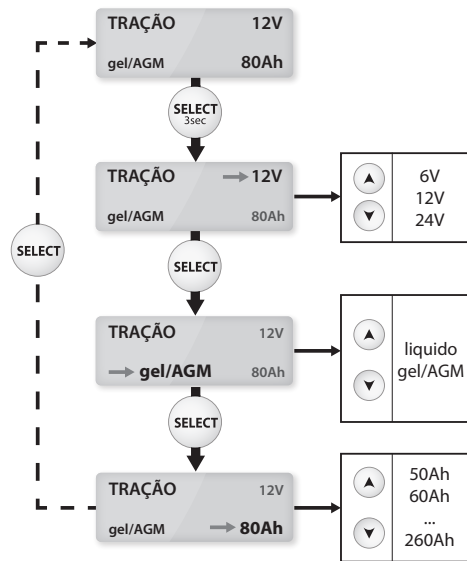 TRAÇÃO 12V
gel/AGM 80Ah
SELECT
3sec
TRAÇÃO 12V
gel/AGM 80Ah
6V
12V
24V
SELECT
SELECT
TRAÇÃO 12V
gel/AGM 80Ah
liquido
gel/AGM
SELECT
TRAÇÃO 12V
gel/AGM 80Ah
50Ah
60Ah
...
260Ah